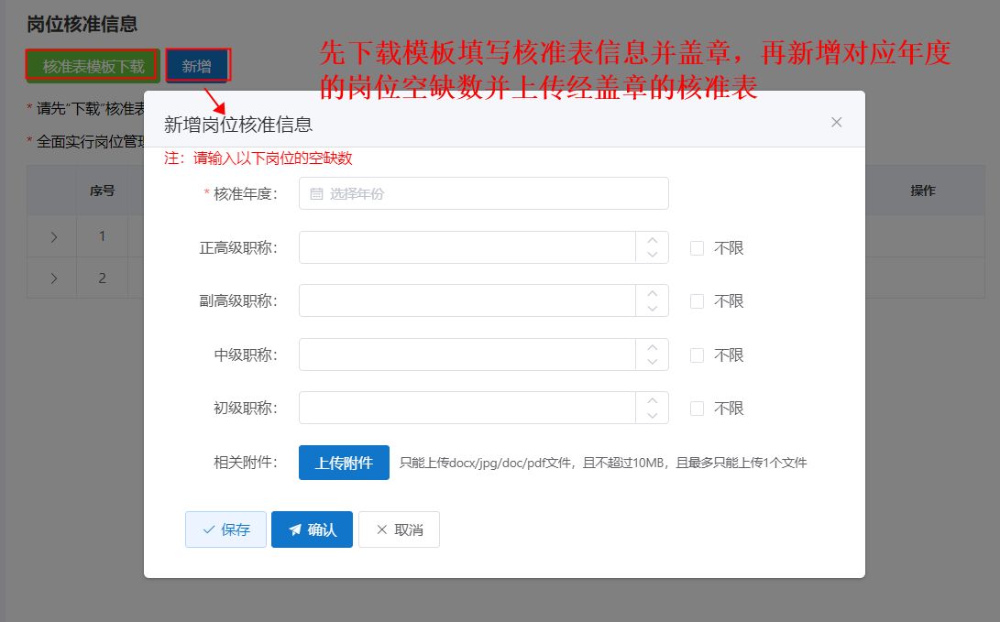 岗位核准信息
核准表模板下载
新增
先下载模板填写核准表信息并盖章，再新增对应年度
的岗位空缺数并上传经盖章的核准表
* 请先“下载”核准表
* 全面实行岗位管理
序号
操作
1
2
新增岗位核准信息
注：请输入以下岗位的空缺数
* 核准年度：
选择年份
正高级职称：
不限
副高级职称：
不限
中级职称：
不限
初级职称：
不限
相关附件：
上传附件
只能上传docx/jpg/doc/pdf文件，且不超过10MB，且最多只能上传1个文件
保存
确认
取消